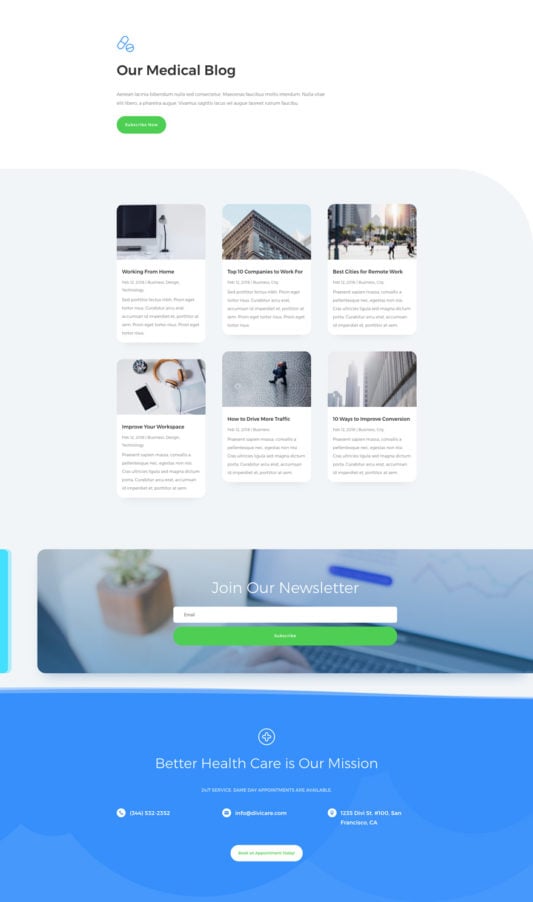 Our Medical Blog
Aenean lacinia bibendum nulla sed consectetur. Maecenas faucibus mollis interdum. Nulla vitae
elit libero, a pharetra augue. Vivamus sagittis lacus vel augue laoreet rutrum faucibu.
Subscribe Now
Working From Home
Feb 12, 2018 | Business, Design,
Technology
Sed porttitor lectus nibh. Proin eget
tortor risus. Curabitur arcu erat,
accumsan id imperdiet et, porttitor at
sem. Proin eget tortor risus. Proin eget
tortor risus.
Top 10 Companies to Work For
Feb 12, 2018 | Business, City
Sed porttitor lectus nibh. Proin eget
tortor risus. Curabitur arcu erat,
accumsan id imperdiet et, porttitor at
sem. Proin eget tortor risus. Proin eget
tortor risus.
Best Cities for Remote Work
Feb 12, 2018 | Business, City
Praesent sapien massa, convallis a
pellentesque nec, egestas non nisi.
Cras ultricies ligula sed magna dictum
porta. Curabitur arcu erat, accumsan
id imperdiet et, porttitor at sem.
Improve Your Workspace
Feb 12, 2018 | Business, Design,
Technology
Praesent sapien massa, convallis a
pellentesque nec, egestas non nisi.
Cras ultricies ligula sed magna dictum
porta. Curabitur arcu erat, accumsan
id imperdiet et, porttitor at sem.
How to Drive More Traffic
Feb 12, 2018 | Business
Praesent sapien massa, convallis a
pellentesque nec, egestas non nisi.
Cras ultricies ligula sed magna dictum
porta. Curabitur arcu erat, accumsan
id imperdiet et, porttitor at sem.
10 Ways to Improve Conversion
Feb 12, 2018 | Business, City
Praesent sapien massa, convallis a
pellentesque nec, egestas non nisi.
Cras ultricies ligula sed magna dictum
porta. Curabitur arcu erat, accumsan
id imperdiet et, porttitor at sem.
Join Our Newsletter
Email
Subscribe
Better Health Care is Our Mission
24/7 SERVICE. SAME DAY APPOINTMENTS ARE AVAILABLE.
(344) 532-2352
info@divicare.com
1235 Divi St. #100, San
Francisco, CA
Book an Appointment Today!